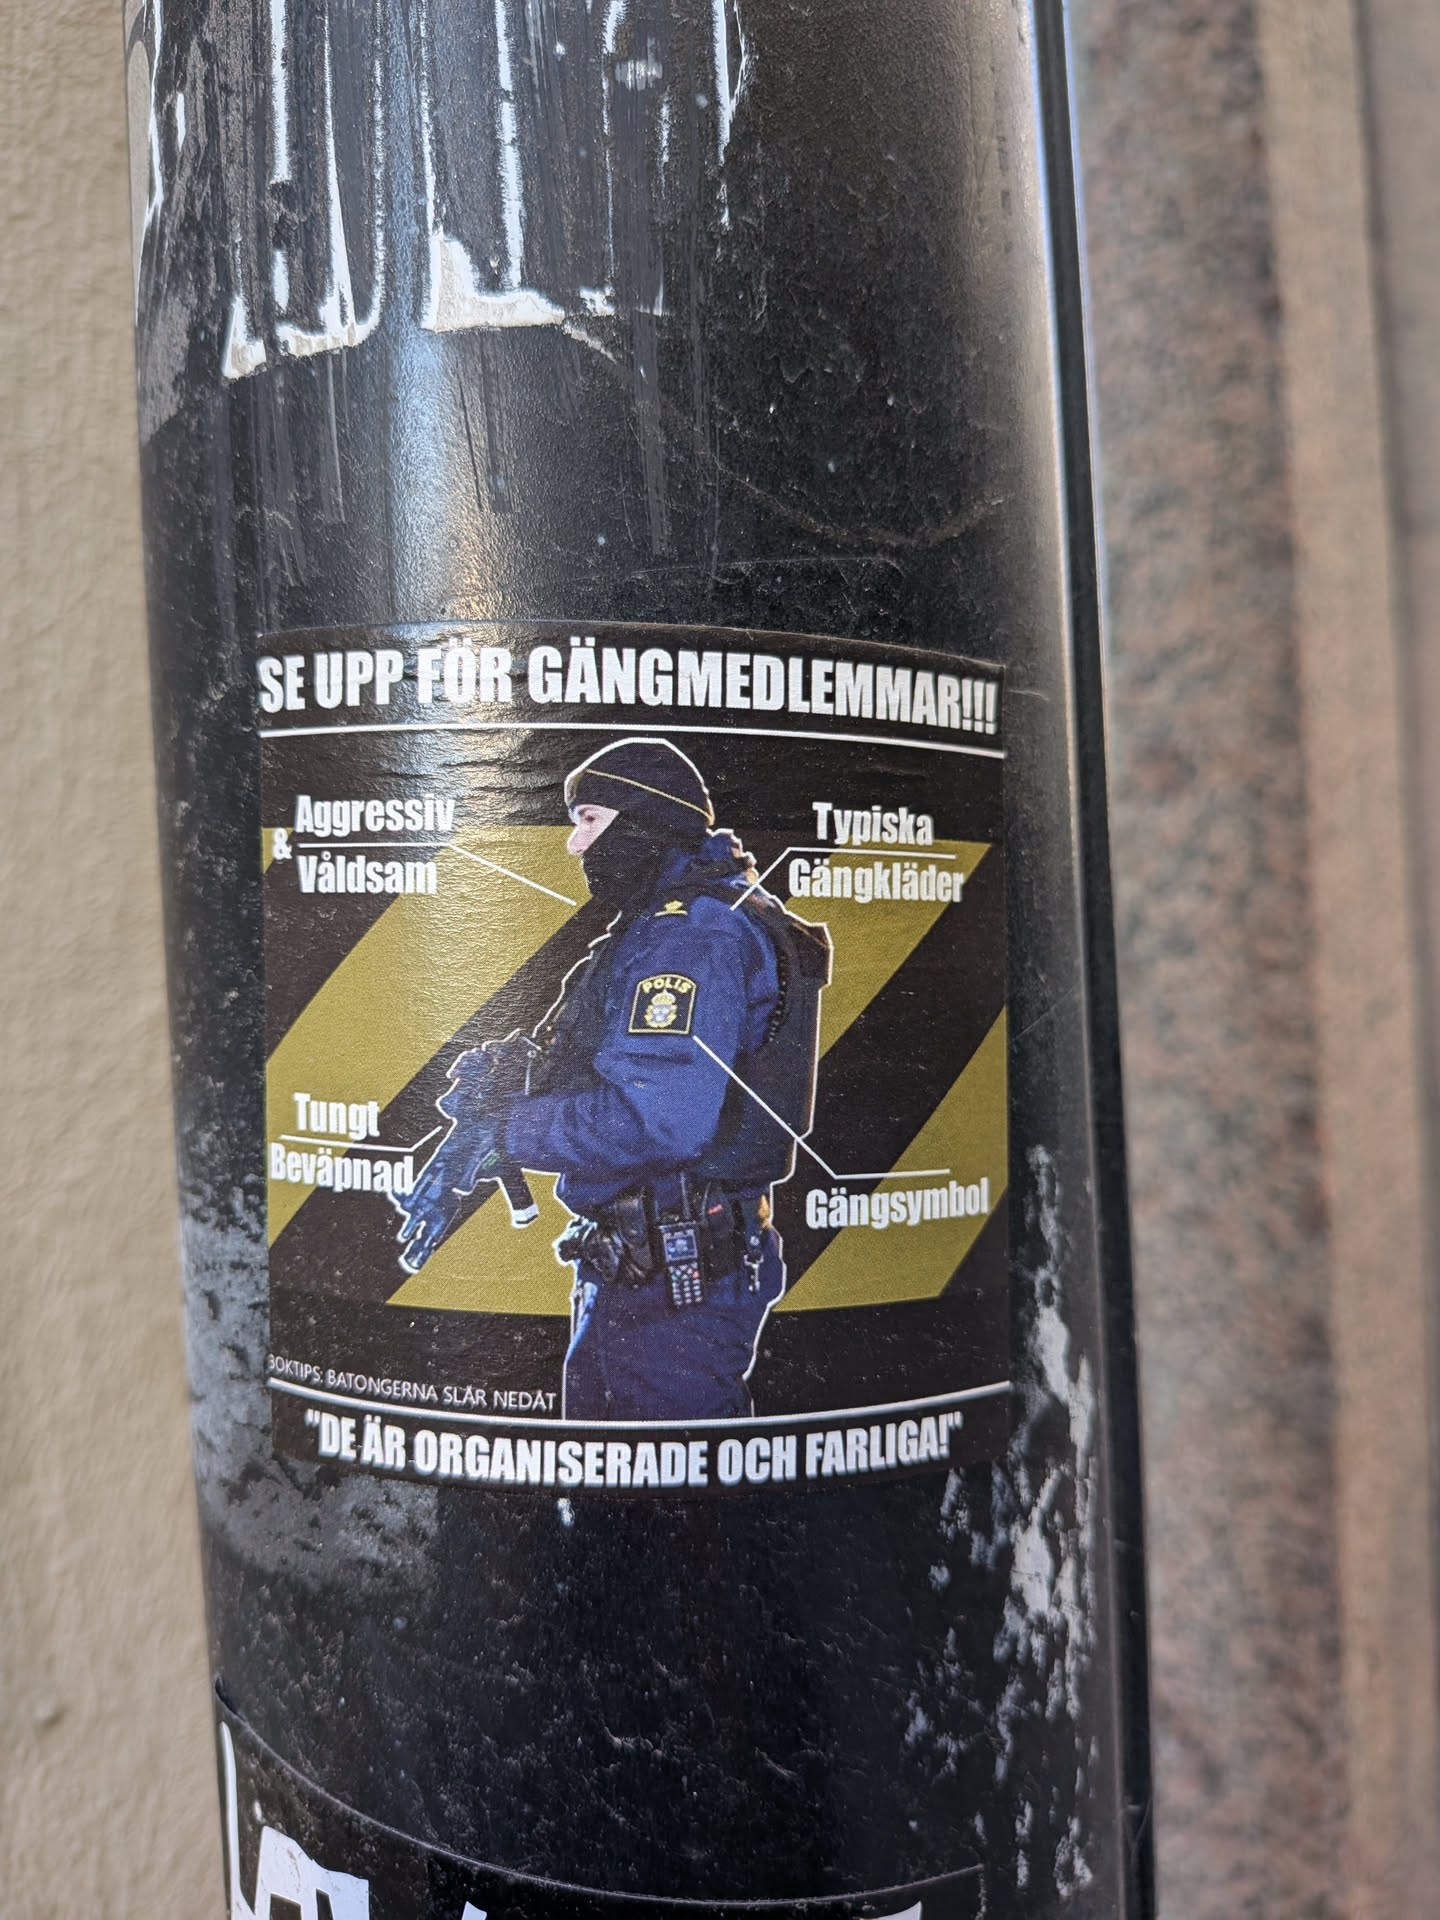 SE UPP FÖR GÄNGMEDLEMMAR!!!
Aggressiv
& Våldsam
Typiska
Gängkläder
POLIS
Tungt
Beväpnad
Gängsymbol
BOKTIPS: BATONGERNA SLÅR NEDÅT
"DE ÄR ORGANISERADE OCH FARLIGA!"